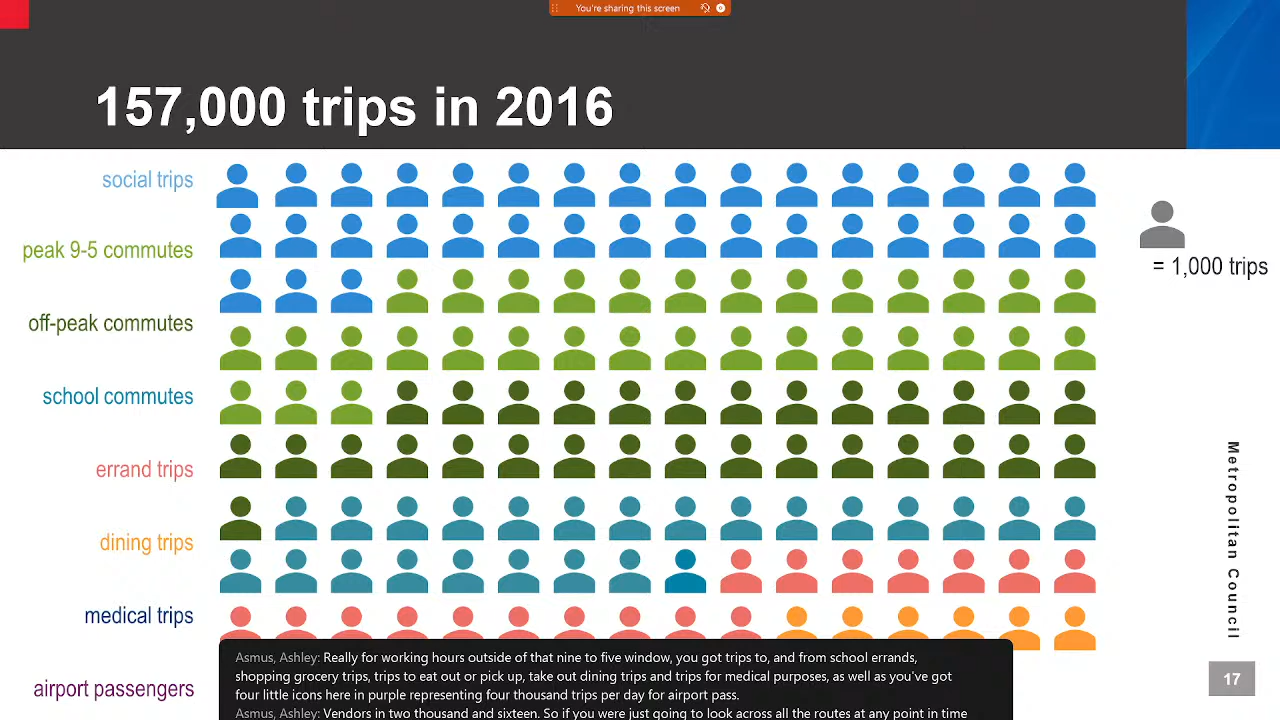 You're sharing this screen
157,000 trips in 2016
social trips
peak 9-5 commutes
off-peak commutes
school commutes
errand trips
dining trips
medical trips
airport passengers
= 1,000 trips
Metropolitan Council
17
Asmus, Ashley: Really for working hours outside of that nine to five window, you got trips to, and from school errands,
shopping grocery trips, trips to eat out or pick up, take out dining trips and trips for medical purposes, as well as you've got
four little icons here in purple representing four thousand trips per day for airport pass.
Asmus, Ashley: Vendors in two thousand and sixteen. So if you were just going to look across all the routes at any point in time